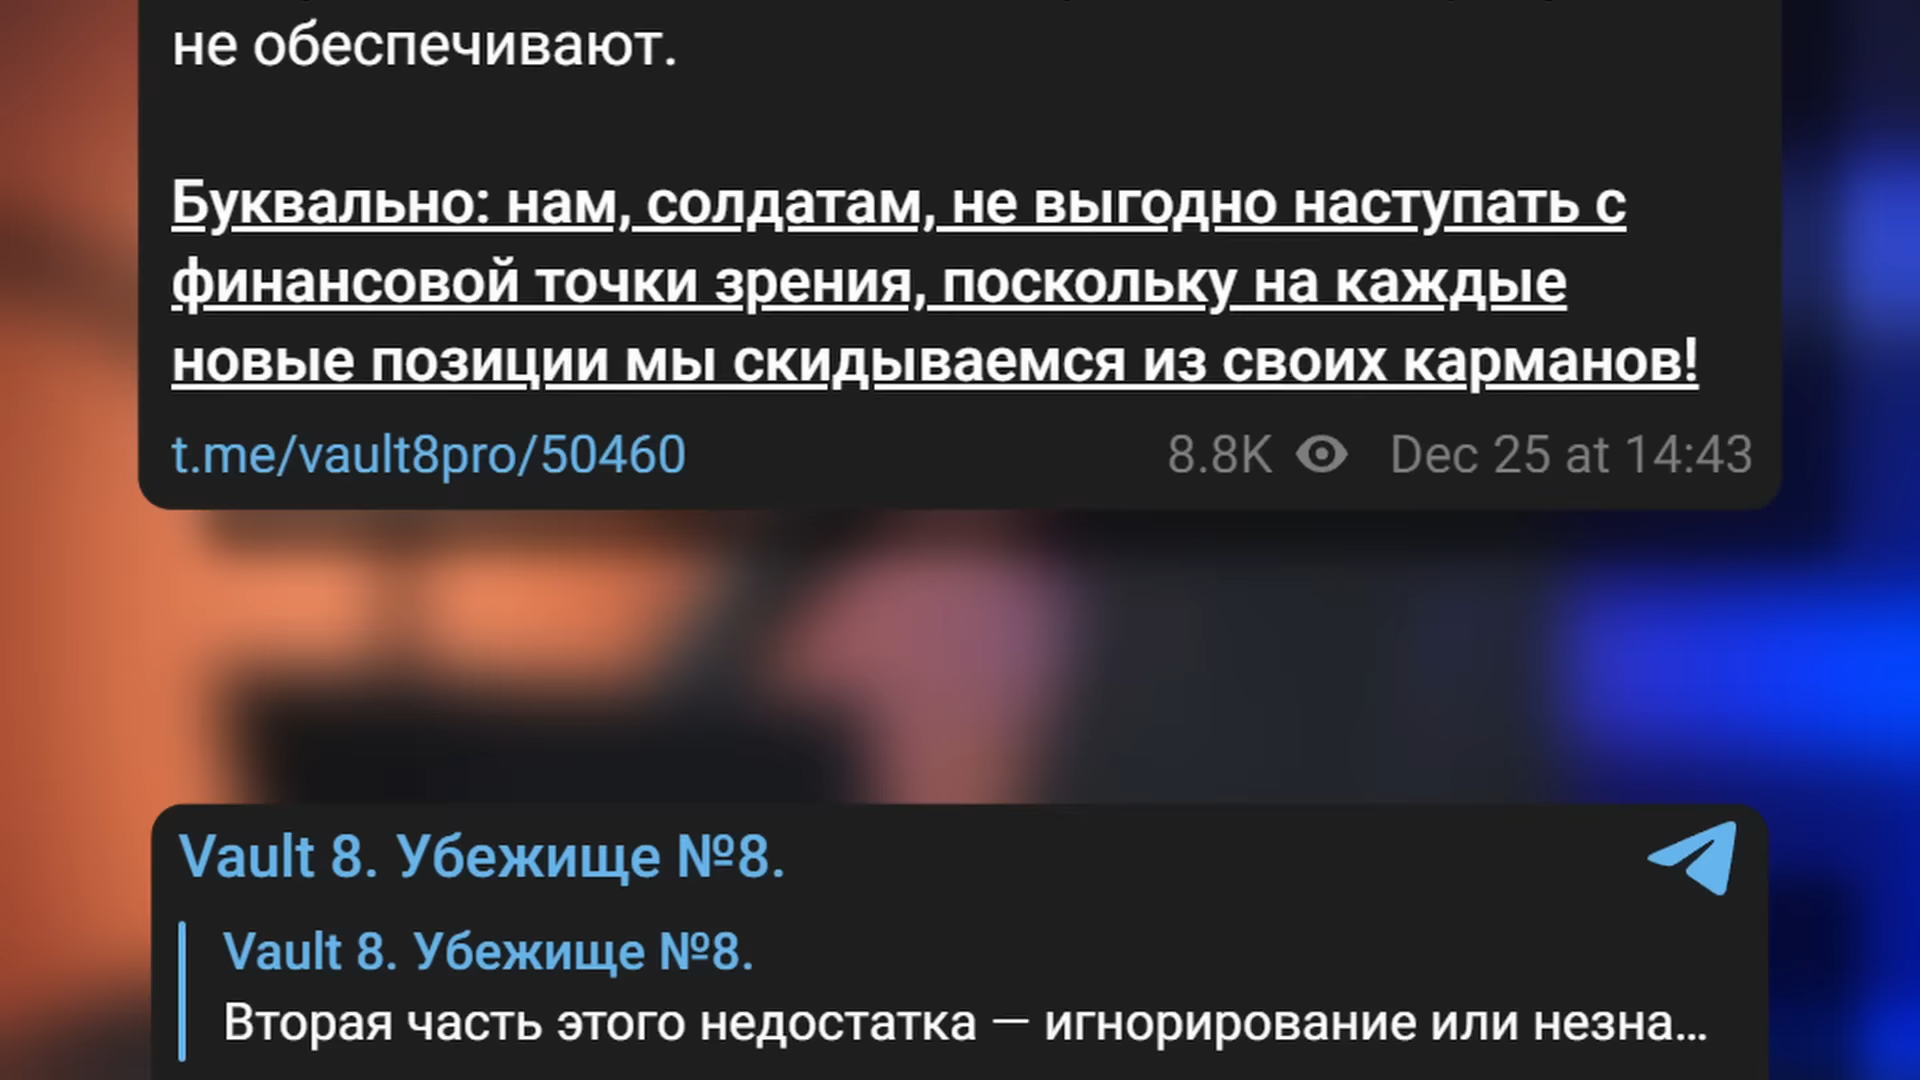 не обеспечивают.
Буквально: нам, солдатам, не выгодно наступать с
финансовой точки зрения, поскольку на каждые
новые позиции мы скидываемся из своих карманов!
t.me/vault8pro/50460 8.8K Dec 25 at 14:43
Vault 8. Убежище №8.
Vault 8. Убежище №8.
Вторая часть этого недостатка — игнорирование или незна...